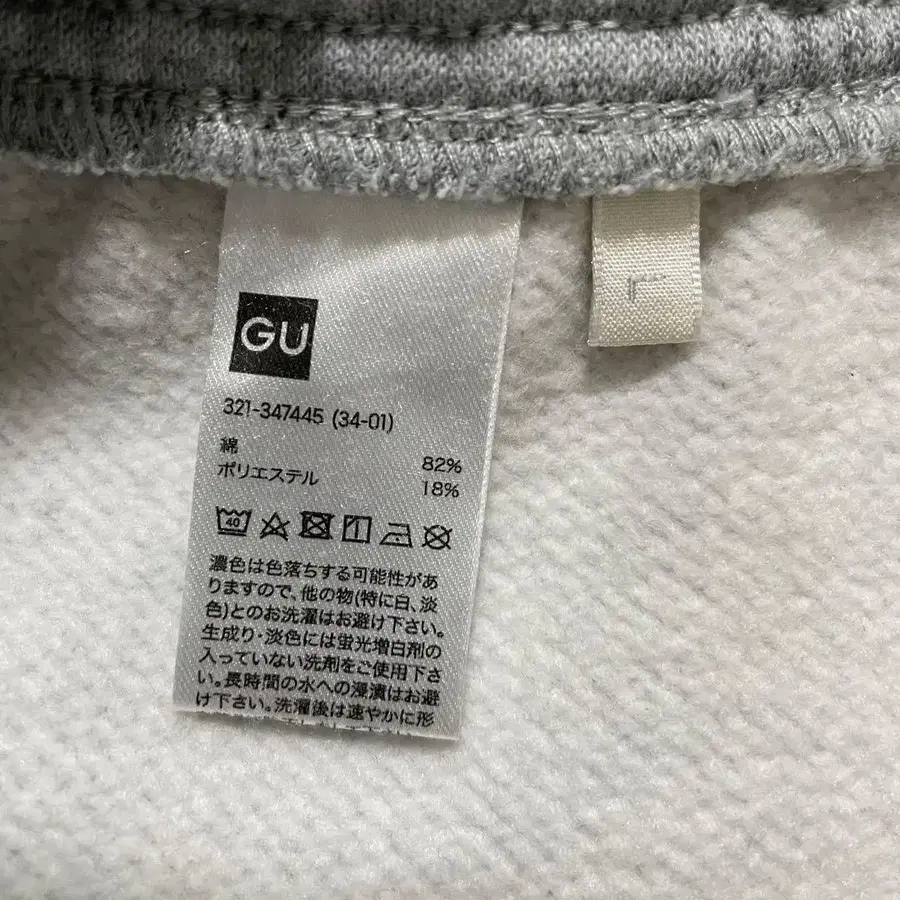 GU
L
321-347445 (34-01)
綿 82%
ポリエステル 18%
40
濃色は色落ちする可能性があ
りますので、他の物(特に白、淡
色)とのお洗濯はお避け下さい。
生成り・淡色には蛍光増白剤の
入っていない洗剤をご使用下さ
い。長時間の水への浸漬はお避
け下さい。洗濯後は速やかに形